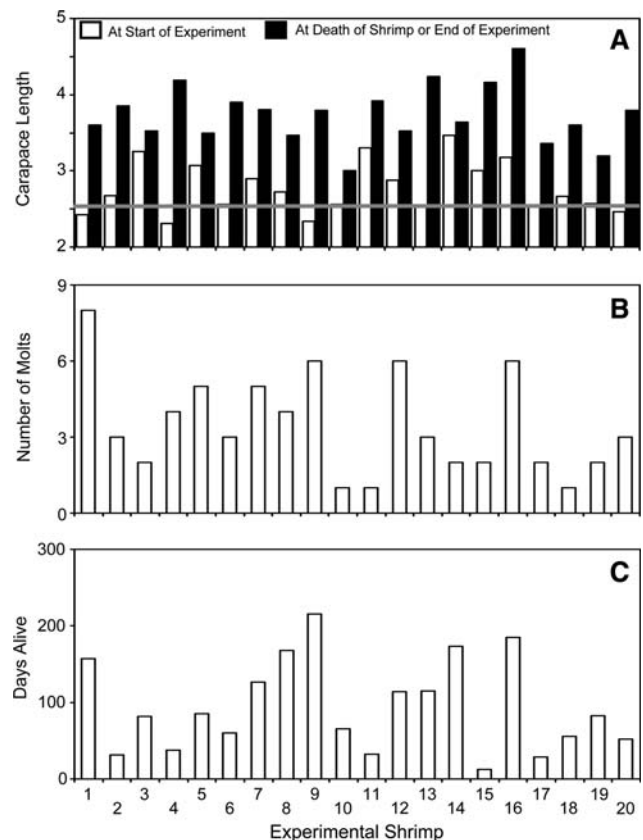 At Start of Experiment At Death of Shrimp or End of Experiment
A
5
4
3
2
Carapace Length
B
9
6
3
0
Number of Molts
C
300
200
100
0
Days Alive
1 3 5 7 9 11 13 15 17 19
2 4 6 8 10 12 14 16 18 20
Experimental Shrimp